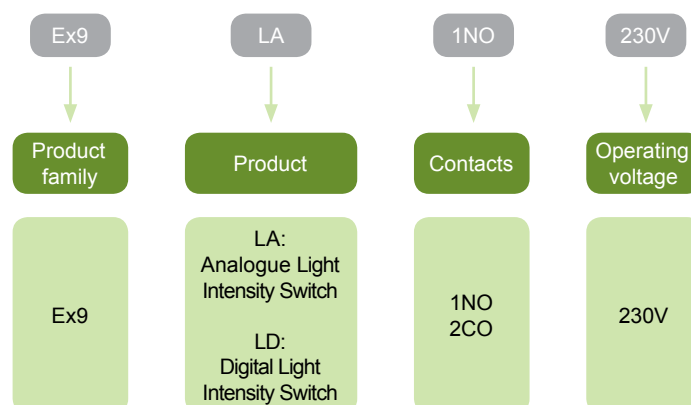 Ex9 LA 1NO 230V
Product family Product Contacts Operating voltage
Ex9
LA:
Analogue Light
Intensity Switch
LD:
Digital Light
Intensity Switch
1NO
2CO
230V